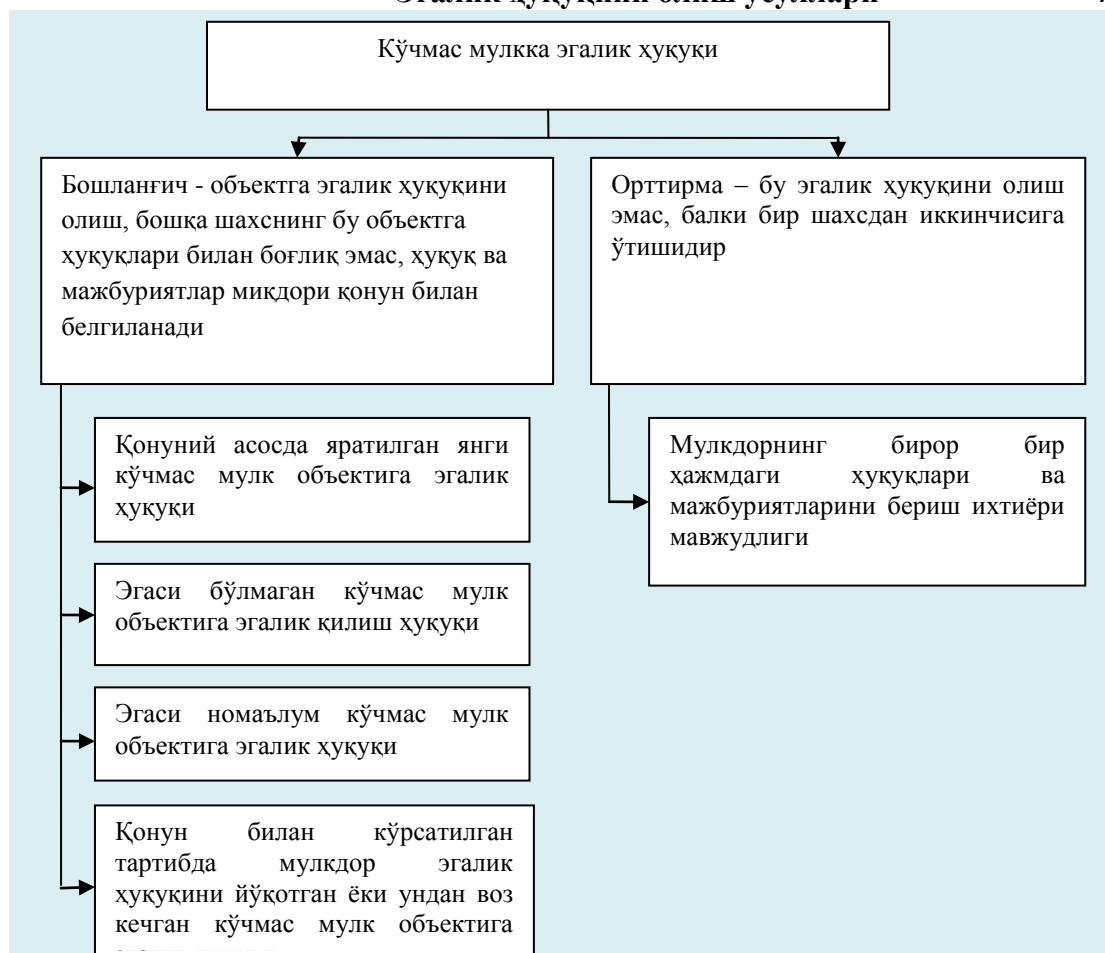 Эгалик ҳуқуқини олиш усуллари
Кўчмас мулкка эгалик ҳуқуқи
Бошланғич - объектга эгалик ҳуқуқини
олиш, бошқа шахснинг бу объектга
ҳуқуқлари билан боғлиқ эмас, ҳуқуқ ва
мажбуриятлар миқдори қонун билан
белгиланади
Орттирма – бу эгалик ҳуқуқини олиш
эмас, балки бир шахсдан иккинчисига
ўтишидир
Қонуний асосда яратилган янги
кўчмас мулк объектига эгалик
ҳуқуқи
Мулкдорнинг бирор бир
ҳажмдаги ҳуқуқлари ва
мажбуриятларини бериш ихтиёри
мавжудлиги
Эгаси бўлмаган кўчмас мулк
объектига эгалик қилиш ҳуқуқи
Эгаси номаълум кўчмас мулк
объектига эгалик ҳуқуқи
Қонун билан кўрсатилган
тартибда мулкдор эгалик
ҳуқуқини йўқотган ёки ундан воз
кечган кўчмас мулк объектига